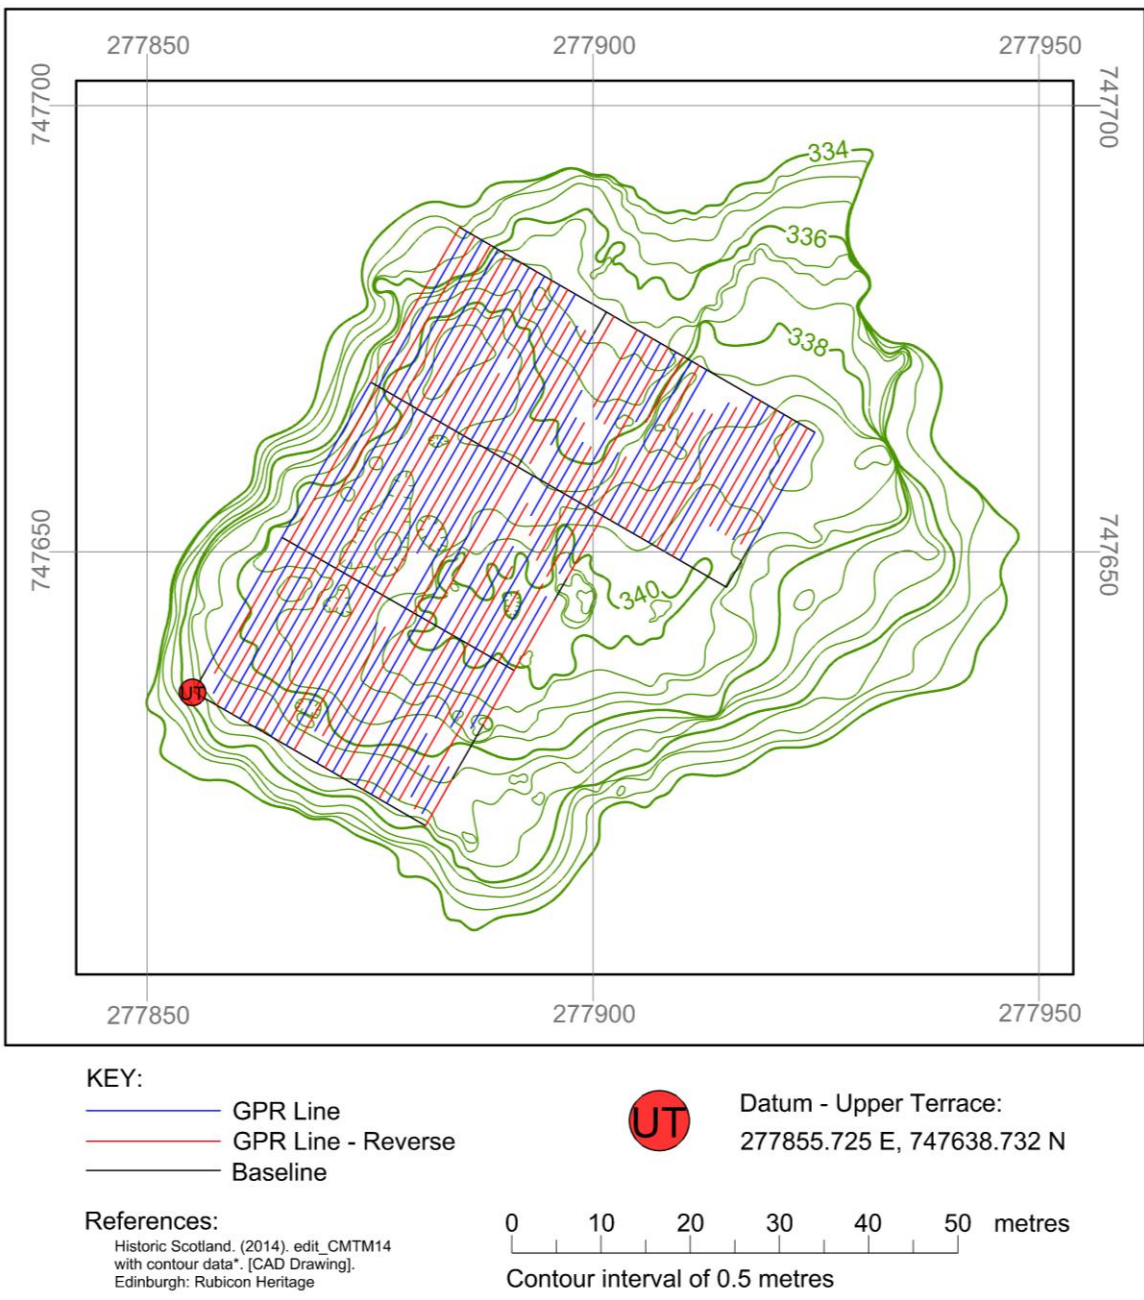 277850 277900 277950
747700 747700
334
336
338
747650 747650
340
UT
277850 277900 277950
KEY:
GPR Line
GPR Line - Reverse
Baseline
UT
Datum - Upper Terrace:
277855.725 E, 747638.732 N
References:
Historic Scotland. (2014). edit_CMTM14
with contour data*. [CAD Drawing].
Edinburgh: Rubicon Heritage
0 10 20 30 40 50 metres
Contour interval of 0.5 metres